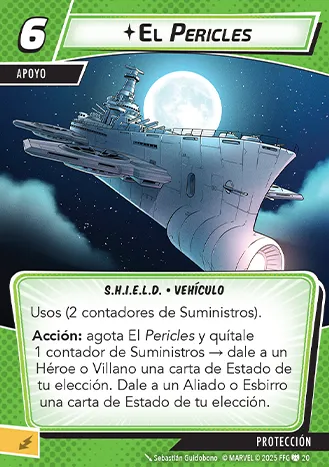 6
El Pericles
APOYO
S.H.I.E.L.D. • VEHÍCULO
Usos (2 contadores de Suministros).
Acción: agota El Pericles y quítale
1 contador de Suministros → dale a un
Héroe o Villano una carta de Estado de
tu elección. Dale a un Aliado o Esbirro
una carta de Estado de tu elección.
PROTECCIÓN
Sebastián Guidobono © MARVEL © 2025 FFG 20